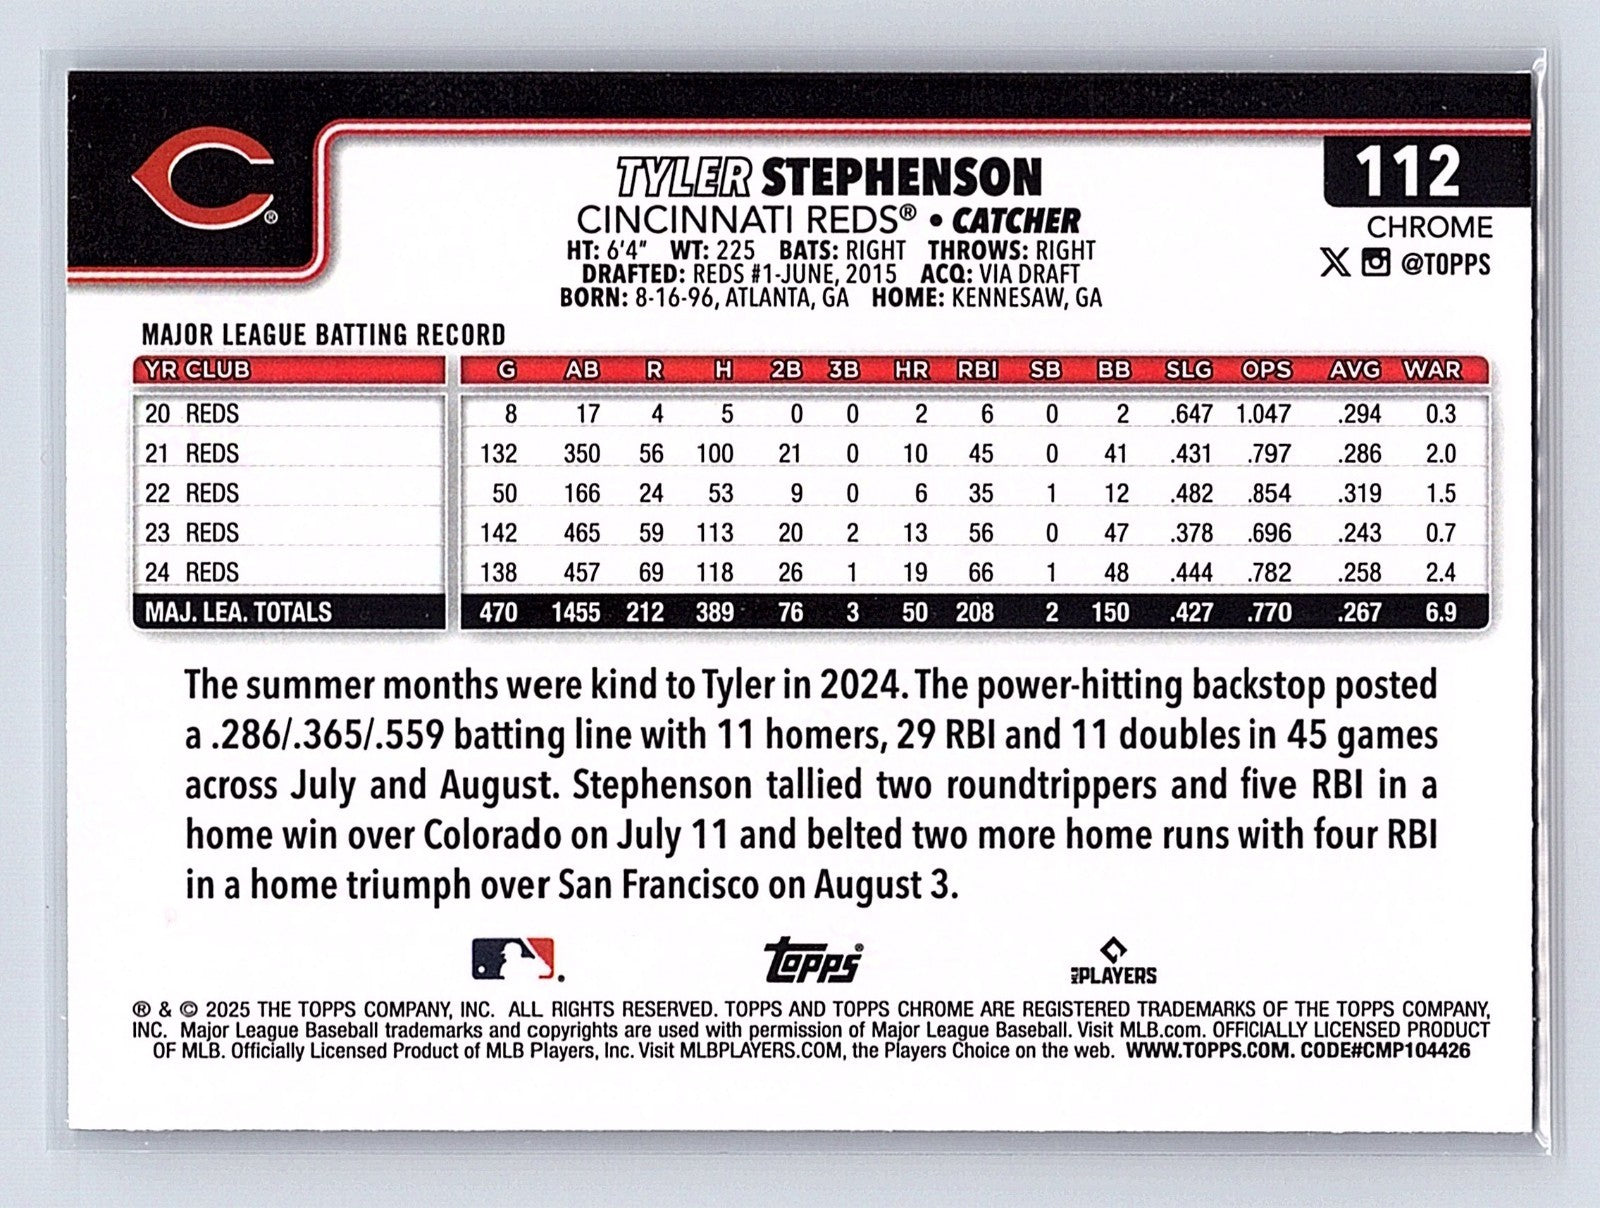 112
TYLER STEPHENSON
CINCINNATI REDS® • CATCHER
CHROME
HT: 6'4" WT: 225 BATS: RIGHT THROWS: RIGHT
@TOPPS
DRAFTED: REDS #1-JUNE, 2015 ACQ: VIA DRAFT
BORN: 8-16-96, ATLANTA, GA HOME: KENNESAW, GA
MAJOR LEAGUE BATTING RECORD
YR CLUB G AB R H 2B 3B HR RBI SB BB SLG OPS AVG WAR
20 REDS 8 17 4 5 0 0 2 6 0 2 .647 1.047 .294 0.3
21 REDS 132 350 56 100 21 0 10 45 0 41 .431 .797 .286 2.0
22 REDS 50 166 24 53 9 0 6 35 1 12 .482 .854 .319 1.5
23 REDS 142 465 59 113 20 2 13 56 0 47 .378 .696 .243 0.7
24 REDS 138 457 69 118 26 1 19 66 1 48 .444 .782 .258 2.4
MAJ. LEA. TOTALS 470 1455 212 389 76 3 50 208 2 150 .427 .770 .267 6.9
The summer months were kind to Tyler in 2024. The power-hitting backstop posted
a .286/.365/.559 batting line with 11 homers, 29 RBI and 11 doubles in 45 games
across July and August. Stephenson tallied two roundtrippers and five RBI in a
home win over Colorado on July 11 and belted two more home runs with four RBI
in a home triumph over San Francisco on August 3.
Topps® MLB PLAYERS
® & © 2025 THE TOPPS COMPANY, INC. ALL RIGHTS RESERVED. TOPPS AND TOPPS CHROME ARE REGISTERED TRADEMARKS OF THE TOPPS COMPANY,
INC. Major League Baseball trademarks and copyrights are used with permission of Major League Baseball. Visit MLB.com. OFFICIALLY LICENSED PRODUCT
OF MLB. Officially Licensed Product of MLB Players, Inc. Visit MLBPLAYERS.COM, the Players Choice on the web. WWW.TOPPS.COM. CODE#CMP104426